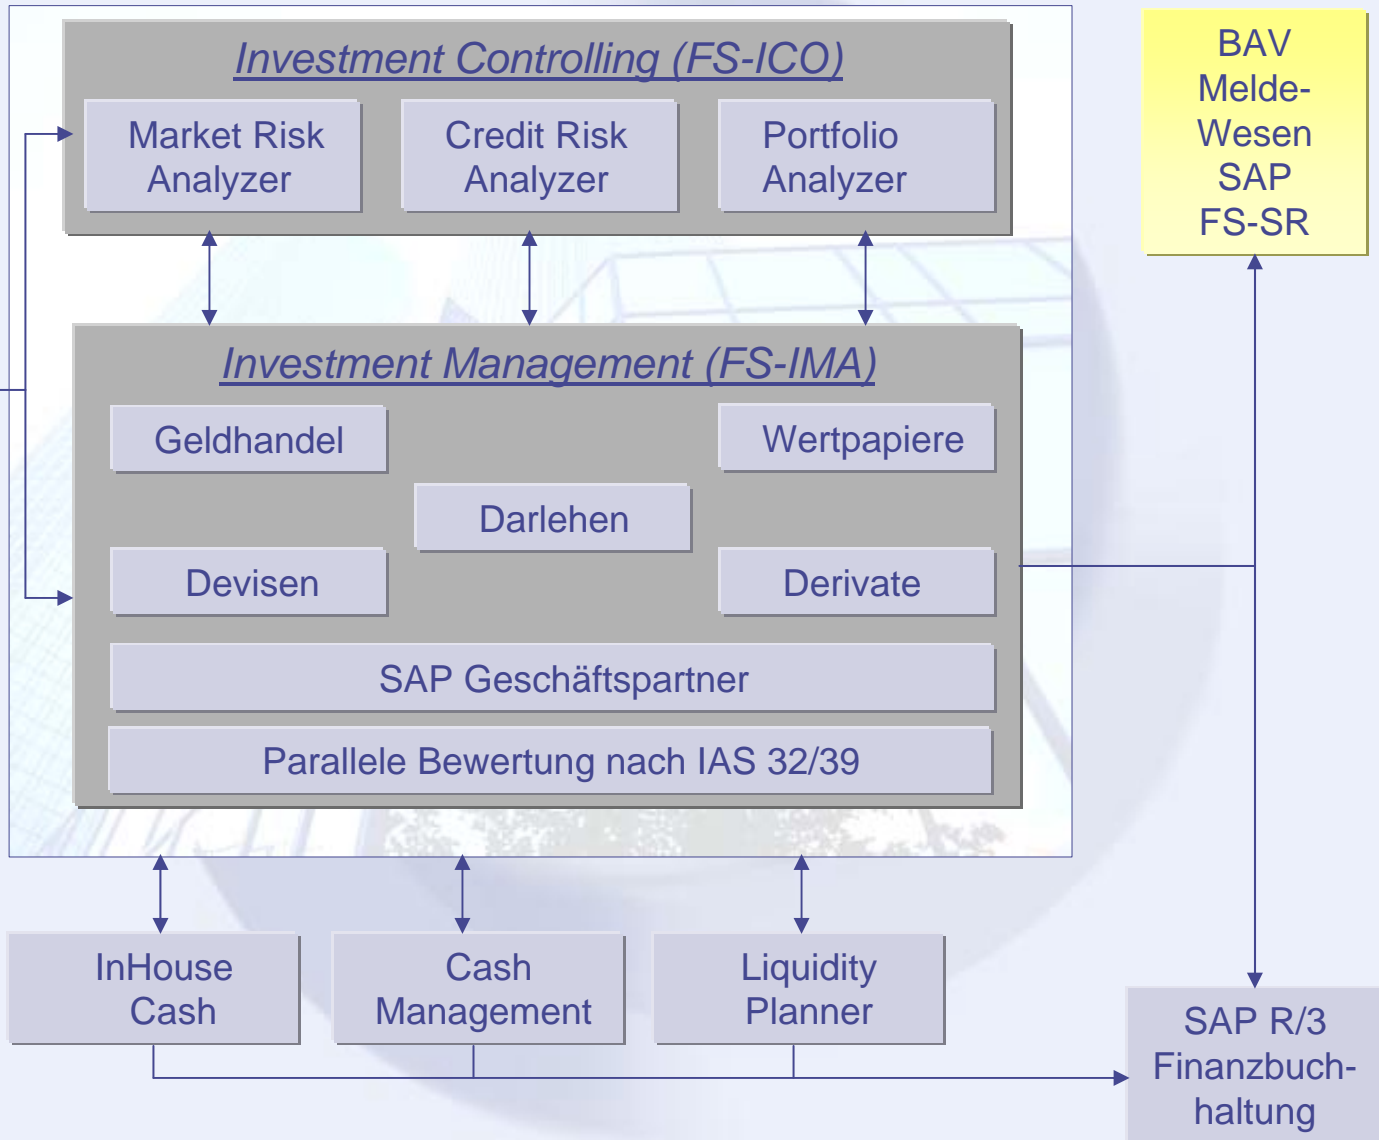 Investment Controlling (FS-ICO)
Market Risk
Analyzer
Credit Risk
Analyzer
Portfolio
Analyzer
BAV
Melde-
Wesen
SAP
FS-SR
Investment Management (FS-IMA)
Geldhandel
Wertpapiere
Darlehen
Devisen
Derivate
SAP Geschäftspartner
Parallele Bewertung nach IAS 32/39
InHouse
Cash
Cash
Management
Liquidity
Planner
SAP R/3
Finanzbuch-
haltung